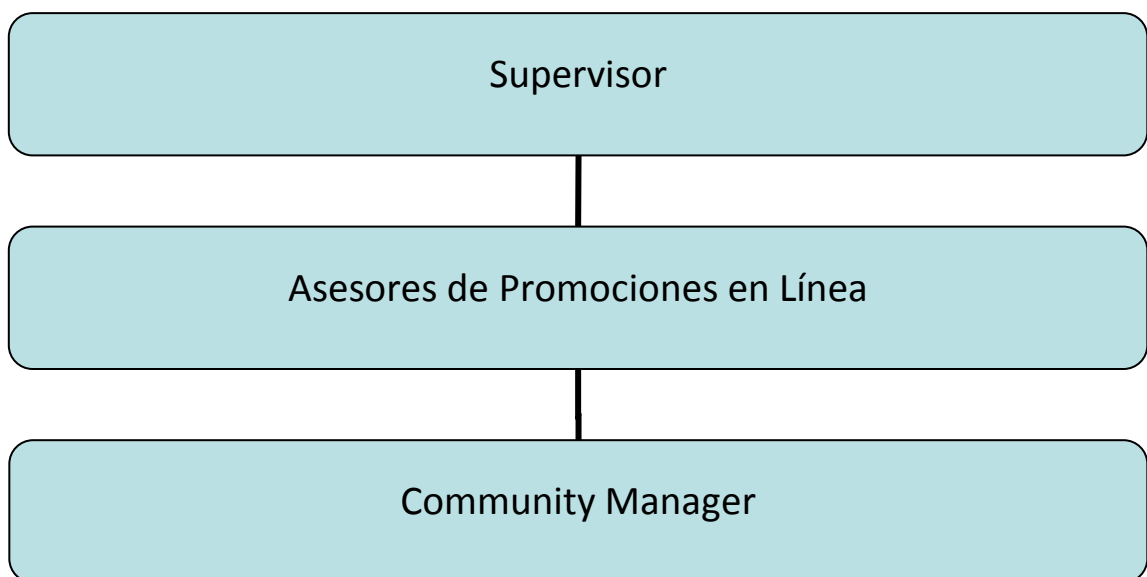 Supervisor
Asesores de Promociones en Línea
Community Manager